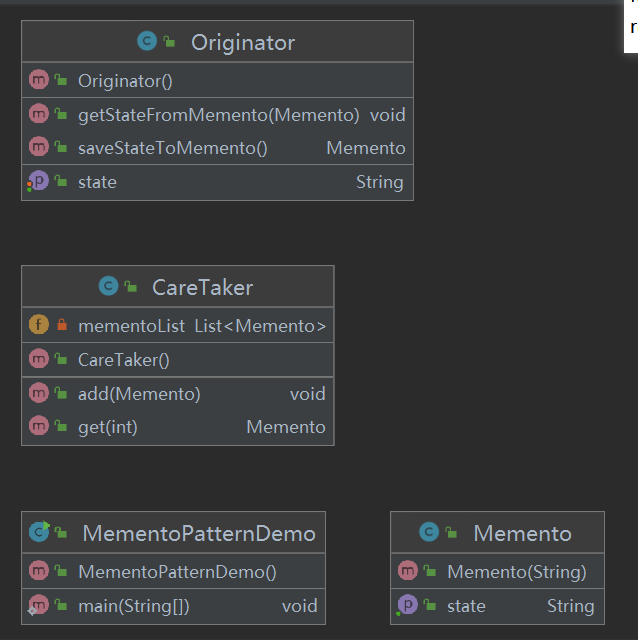 r
C Originator
m Originator()
m getStateFromMemento(Memento) void
m saveStateToMemento() Memento
p state String
C CareTaker
f mementoList List<Memento>
m CareTaker()
m add(Memento) void
m get(int) Memento
C MementoPatternDemo
m MementoPatternDemo()
m main(String[]) void
C Memento
m Memento(String)
p state String